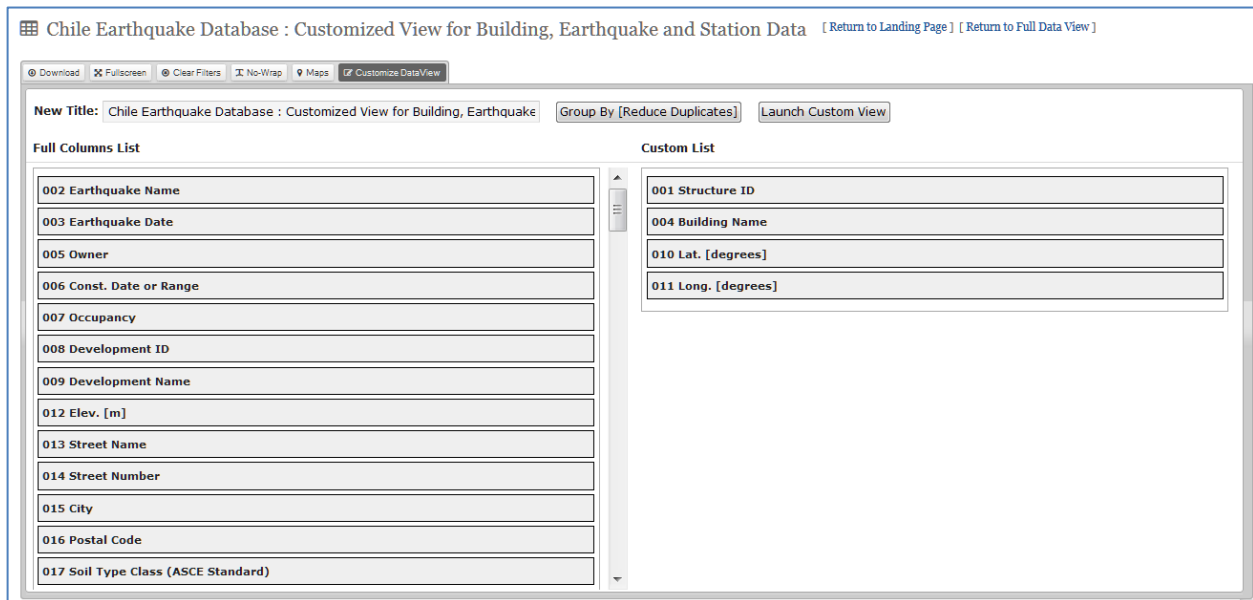 Chile Earthquake Database : Customized View for Building, Earthquake and Station Data [ Return to Landing Page ] [ Return to Full Data View ]
Download Fullscreen Clear Filters No-Wrap Maps Customize DataView
New Title: Chile Earthquake Database : Customized View for Building, Earthquake Group By [Reduce Duplicates] Launch Custom View
Full Columns List
002 Earthquake Name
003 Earthquake Date
005 Owner
006 Const. Date or Range
007 Occupancy
008 Development ID
009 Development Name
012 Elev. [m]
013 Street Name
014 Street Number
015 City
016 Postal Code
017 Soil Type Class (ASCE Standard)
Custom List
001 Structure ID
004 Building Name
010 Lat. [degrees]
011 Long. [degrees]